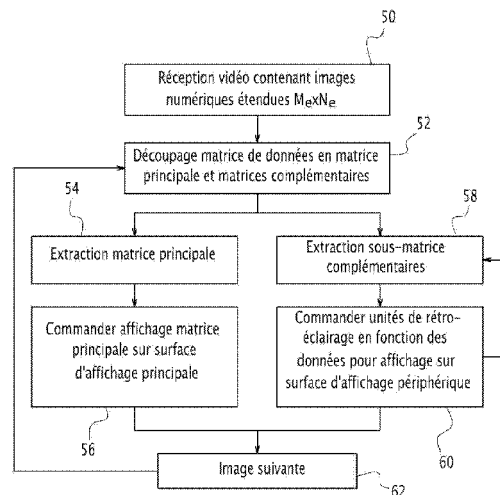 50
Réception vidéo contenant images
numériques étendues MexNe
52
Découpage matrice de données en matrice
principale et matrices complémentaires
54
58
Extraction matrice principale
Extraction sous-matrice
complémentaires
Commander affichage matrice
principale sur surface
d'affichage principale
Commander unités de rétro-
éclairage en fonction des
données pour affichage sur
surface d'affichage périphérique
56
60
Image suivante
62